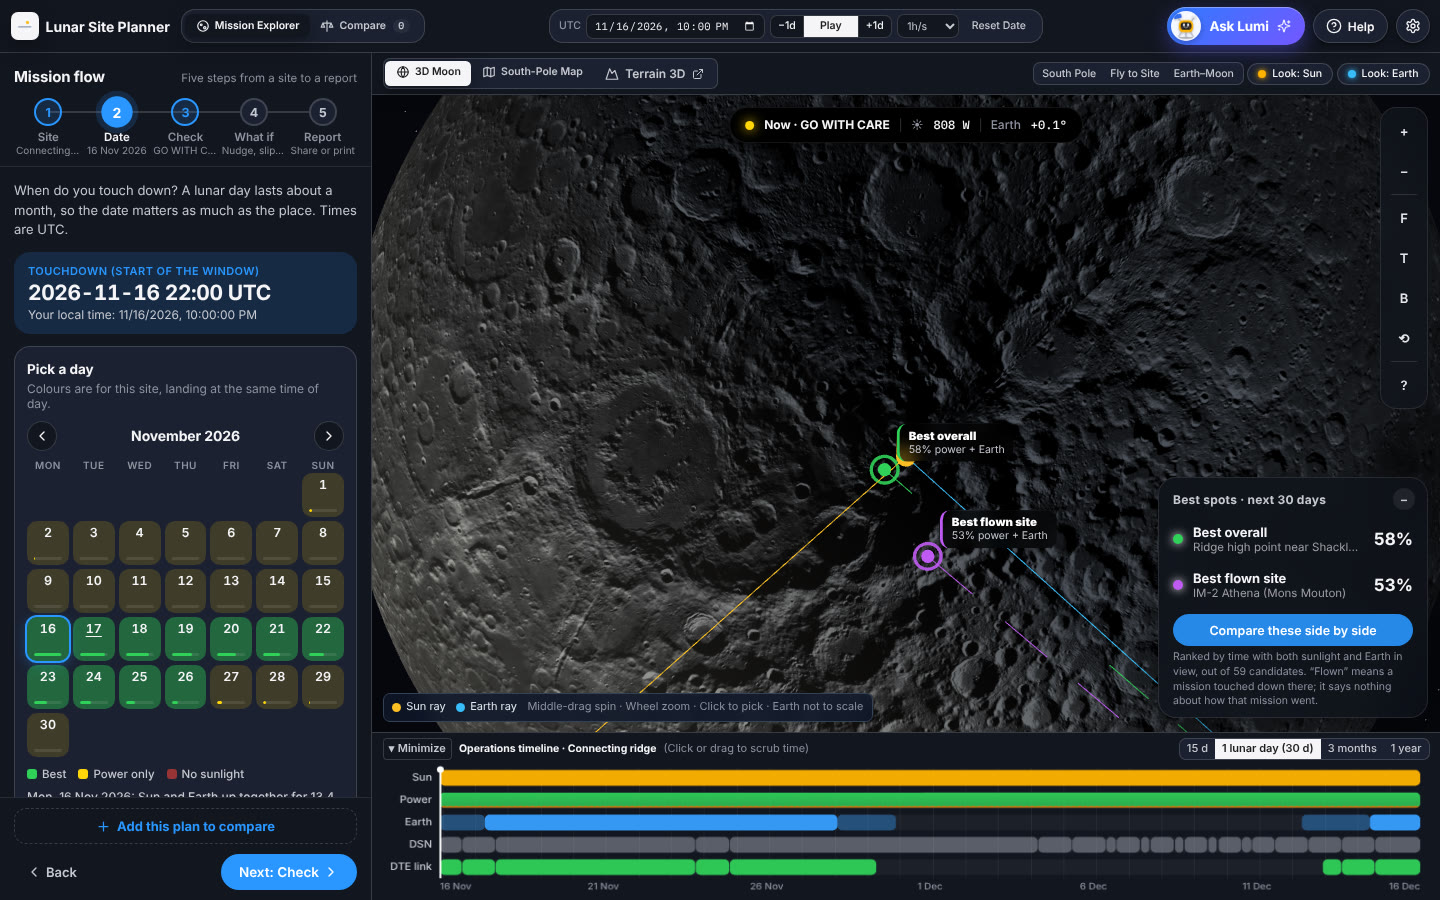 Lunar Site Planner
Mission Explorer
Compare 0
UTC 11/16/2026, 10:00 PM
−1d Play +1d
1h/s
Reset Date
Ask Lumi
Help
Mission flow
Five steps from a site to a report
1 2 3 4 5
Site Date Check What if Report
Connecting... 16 Nov 2026 GO WITH C... Nudge, slip... Share or print
When do you touch down? A lunar day lasts about a
month, so the date matters as much as the place. Times
are UTC.
TOUCHDOWN (START OF THE WINDOW)
2026-11-16 22:00 UTC
Your local time: 11/16/2026, 10:00:00 PM
Pick a day
Colours are for this site, landing at the same time of
day.
November 2026
MON TUE WED THU FRI SAT SUN
1
2 3 4 5 6 7 8
9 10 11 12 13 14 15
16 17 18 19 20 21 22
23 24 25 26 27 28 29
30
Best Power only No sunlight
Mon, 16 Nov 2026: Sun and Earth up together for 13.4
+ Add this plan to compare
Back
Next: Check
3D Moon
South-Pole Map
Terrain 3D
South Pole Fly to Site Earth–Moon
Look: Sun
Look: Earth
Now · GO WITH CARE 808 W Earth +0.1°
+
−
F
T
B
⟲
?
Best overall
58% power + Earth
Best flown site
53% power + Earth
Best spots · next 30 days
−
Best overall
Ridge high point near Shackl... 58%
Best flown site
IM-2 Athena (Mons Mouton) 53%
Compare these side by side
Ranked by time with both sunlight and Earth in
view, out of 59 candidates. “Flown” means a
mission touched down there; it says nothing
about how that mission went.
Sun ray Earth ray Middle-drag spin · Wheel zoom · Click to pick · Earth not to scale
▾ Minimize Operations timeline · Connecting ridge (Click or drag to scrub time)
15 d 1 lunar day (30 d) 3 months 1 year
Sun
Power
Earth
DSN
DTE link
16 Nov 21 Nov 26 Nov 1 Dec 6 Dec 11 Dec 16 Dec